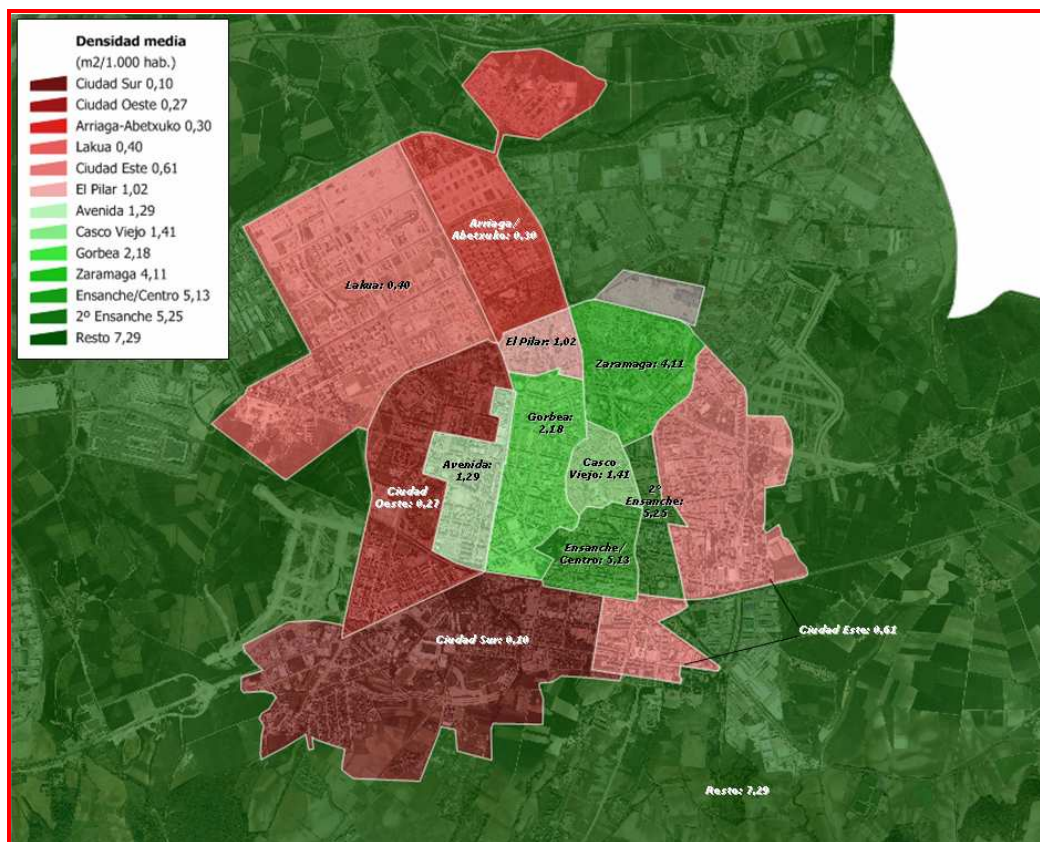 Densidad media
(m2/1.000 hab.)
Ciudad Sur 0,10
Ciudad Oeste 0,27
Arriaga-Abetxuko 0,30
Lakua 0,40
Ciudad Este 0,61
El Pilar 1,02
Avenida 1,29
Casco Viejo 1,41
Gorbea 2,18
Zaramaga 4,11
Ensanche/Centro 5,13
2º Ensanche 5,25
Resto 7,29
Arriaga/
Abetxuko: 0,30
Lakua: 0,40
El Pilar: 1,02
Zaramaga: 4,11
Gorbea:
2,18
Avenida:
1,29
Casco
Viejo: 1,41
Ciudad
Oeste: 0,27
2º
Ensanche:
5,25
Ensanche/
Centro: 5,13
Ciudad Sur: 0,10
Ciudad Este: 0,61
Resto: 7,29